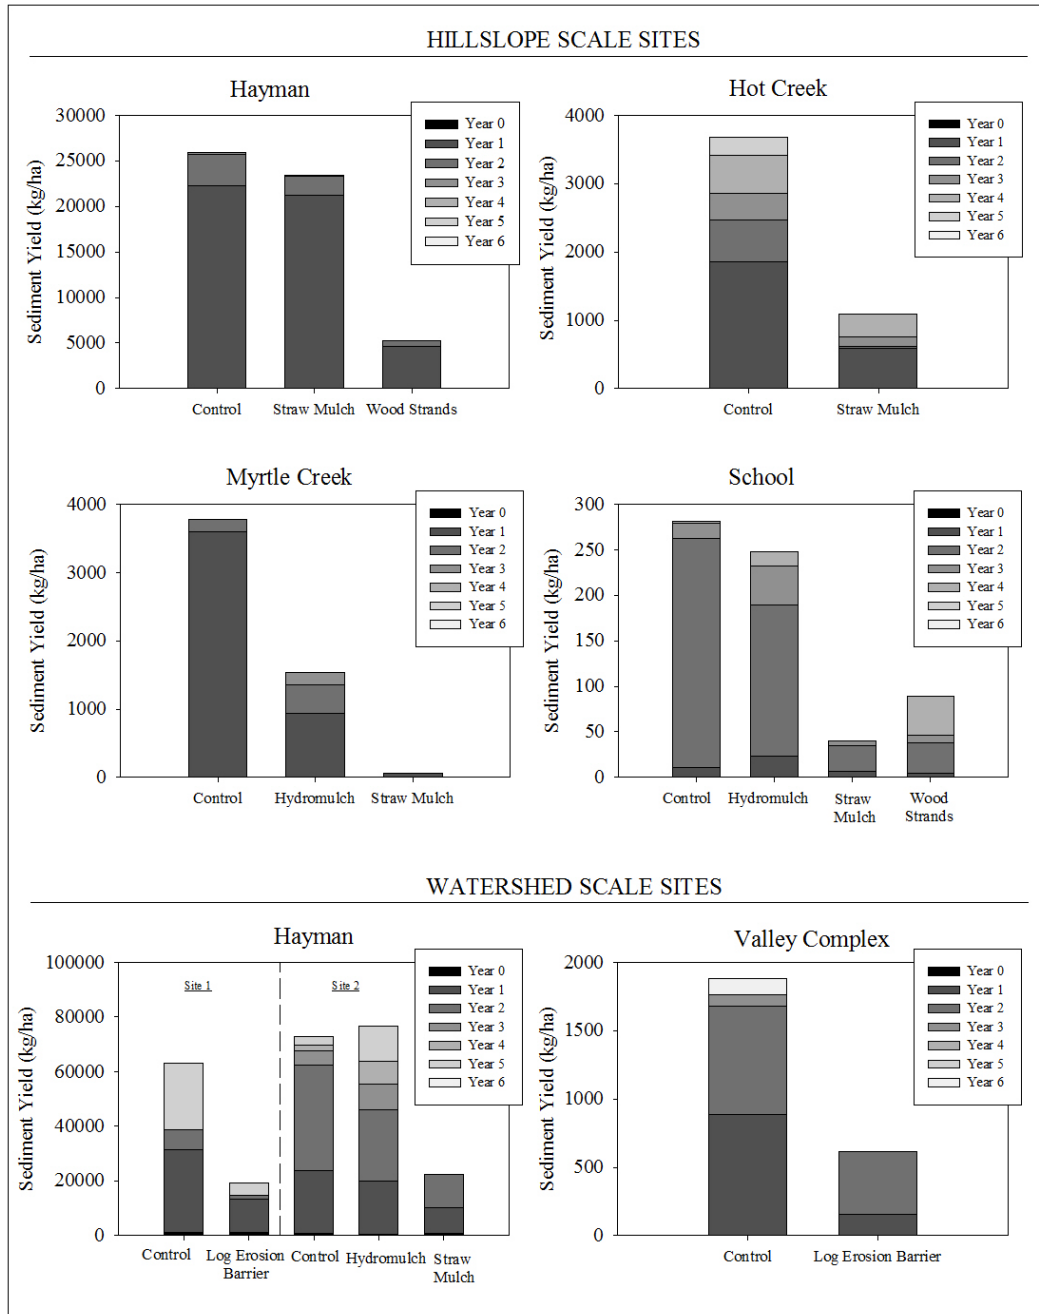 HILLSLOPE SCALE SITES
Hayman
Sediment Yield (kg/ha)
30000
25000
20000
15000
10000
5000
0
Year 0
Year 1
Year 2
Year 3
Year 4
Year 5
Year 6
Control
Straw Mulch
Wood Strands
Hot Creek
Sediment Yield (kg/ha)
4000
3000
2000
1000
0
Year 0
Year 1
Year 2
Year 3
Year 4
Year 5
Year 6
Control
Straw Mulch
Myrtle Creek
Sediment Yield (kg/ha)
4000
3000
2000
1000
0
Year 0
Year 1
Year 2
Year 3
Year 4
Year 5
Year 6
Control
Hydromulch
Straw Mulch
School
Sediment Yield (kg/ha)
300
250
200
150
100
50
0
Year 0
Year 1
Year 2
Year 3
Year 4
Year 5
Year 6
Control
Hydromulch
Straw
Mulch
Wood
Strands
WATERSHED SCALE SITES
Hayman
Sediment Yield (kg/ha)
100000
80000
60000
40000
20000
0
Site 1
Site 2
Year 0
Year 1
Year 2
Year 3
Year 4
Year 5
Year 6
Control
Log Erosion
Barrier
Control
Hydromulch
Straw
Mulch
Valley Complex
Sediment Yield (kg/ha)
2000
1500
1000
500
0
Year 0
Year 1
Year 2
Year 3
Year 4
Year 5
Year 6
Control
Log Erosion Barrier